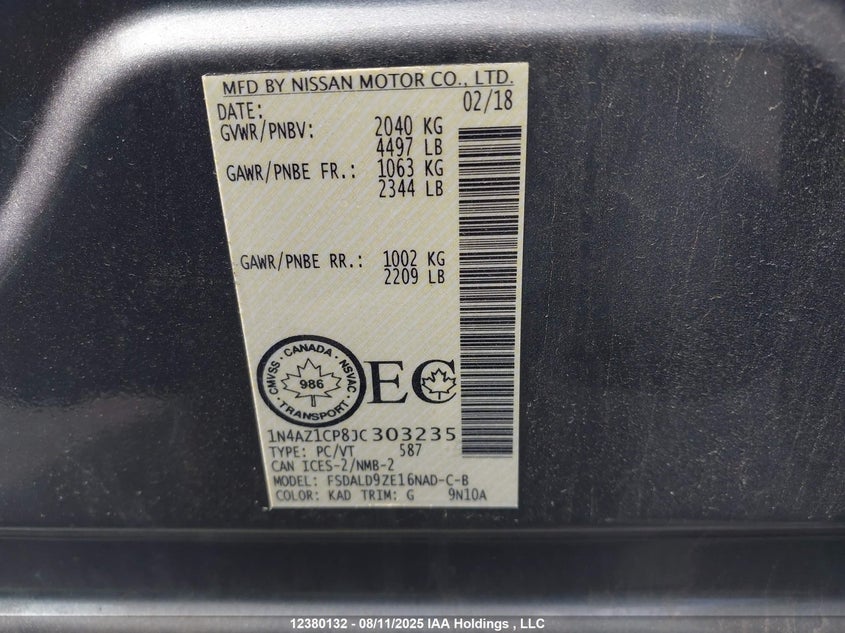 MFD BY NISSAN MOTOR CO., LTD.
DATE: 02/18
GVWR/PNBV: 2040 KG
4497 LB
GAWR/PNBE FR.: 1063 KG
2344 LB
GAWR/PNBE RR.: 1002 KG
2209 LB
CMVSS · CANADA · NSVAC
986
TRANSPORT
EC
1N4AZ1CP8JC303235
TYPE: PC/VT 587
CAN ICES-2/NMB-2
MODEL: FSDALD9ZE16NAD-C-B
COLOR: KAD TRIM: G 9N10A
12380132 - 08/11/2025 IAA Holdings , LLC